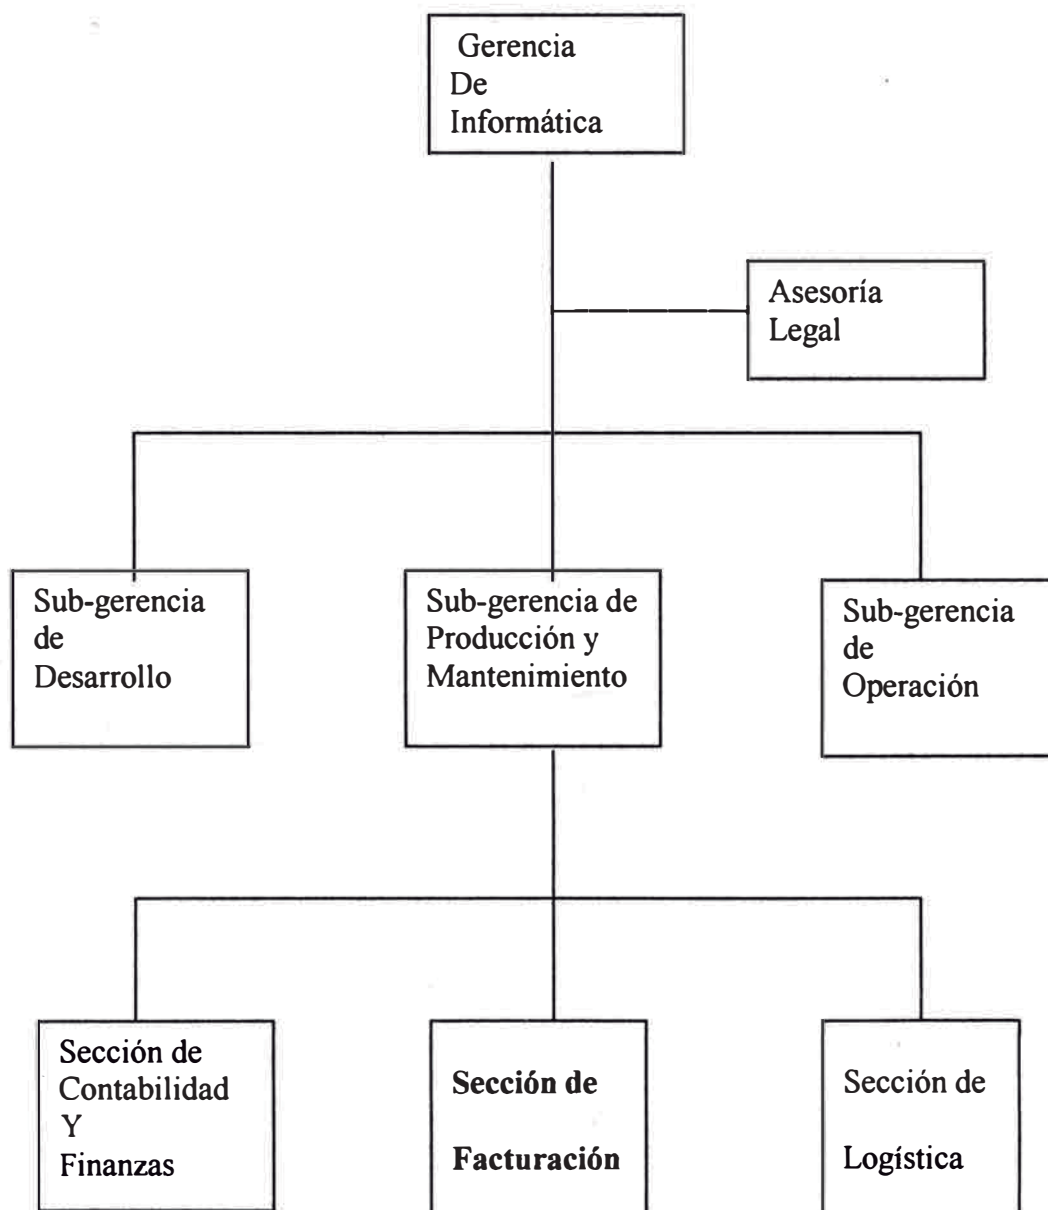 Gerencia
De
Informática
Asesoría
Legal
Sub-gerencia
de
Desarrollo
Sub-gerencia de
Producción y
Mantenimiento
Sub-gerencia
de
Operación
Sección de
Contabilidad
Y
Finanzas
Sección de
Facturación
Sección de
Logística